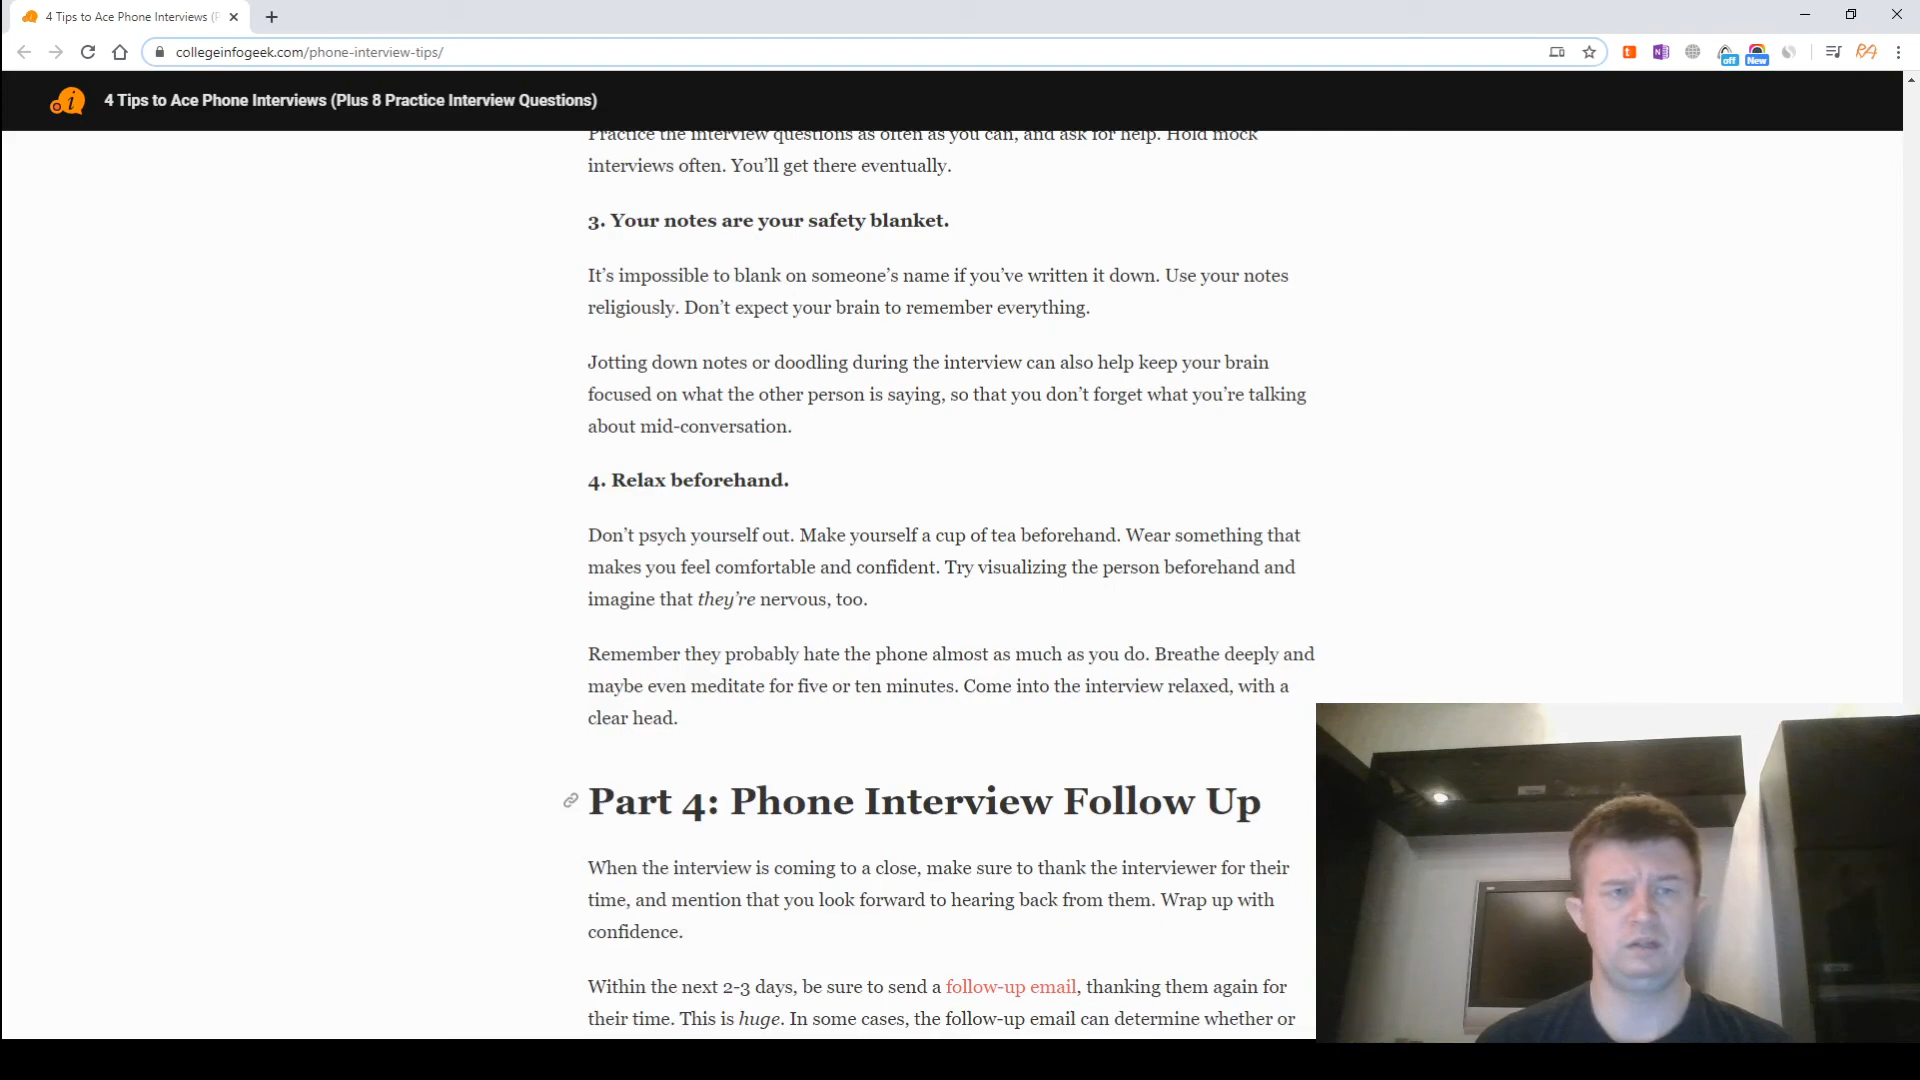 4 Tips to Ace Phone Interviews (P
collegeinfogeek.com/phone-interview-tips/
off
New
4 Tips to Ace Phone Interviews (Plus 8 Practice Interview Questions)
Practice the interview questions as often as you can, and ask for help. Hold mock
interviews often. You’ll get there eventually.
3. Your notes are your safety blanket.
It’s impossible to blank on someone’s name if you’ve written it down. Use your notes
religiously. Don’t expect your brain to remember everything.
Jotting down notes or doodling during the interview can also help keep your brain
focused on what the other person is saying, so that you don’t forget what you’re talking
about mid-conversation.
4. Relax beforehand.
Don’t psych yourself out. Make yourself a cup of tea beforehand. Wear something that
makes you feel comfortable and confident. Try visualizing the person beforehand and
imagine that they’re nervous, too.
Remember they probably hate the phone almost as much as you do. Breathe deeply and
maybe even meditate for five or ten minutes. Come into the interview relaxed, with a
clear head.
Part 4: Phone Interview Follow Up
When the interview is coming to a close, make sure to thank the interviewer for their
time, and mention that you look forward to hearing back from them. Wrap up with
confidence.
Within the next 2-3 days, be sure to send a follow-up email, thanking them again for
their time. This is huge. In some cases, the follow-up email can determine whether or